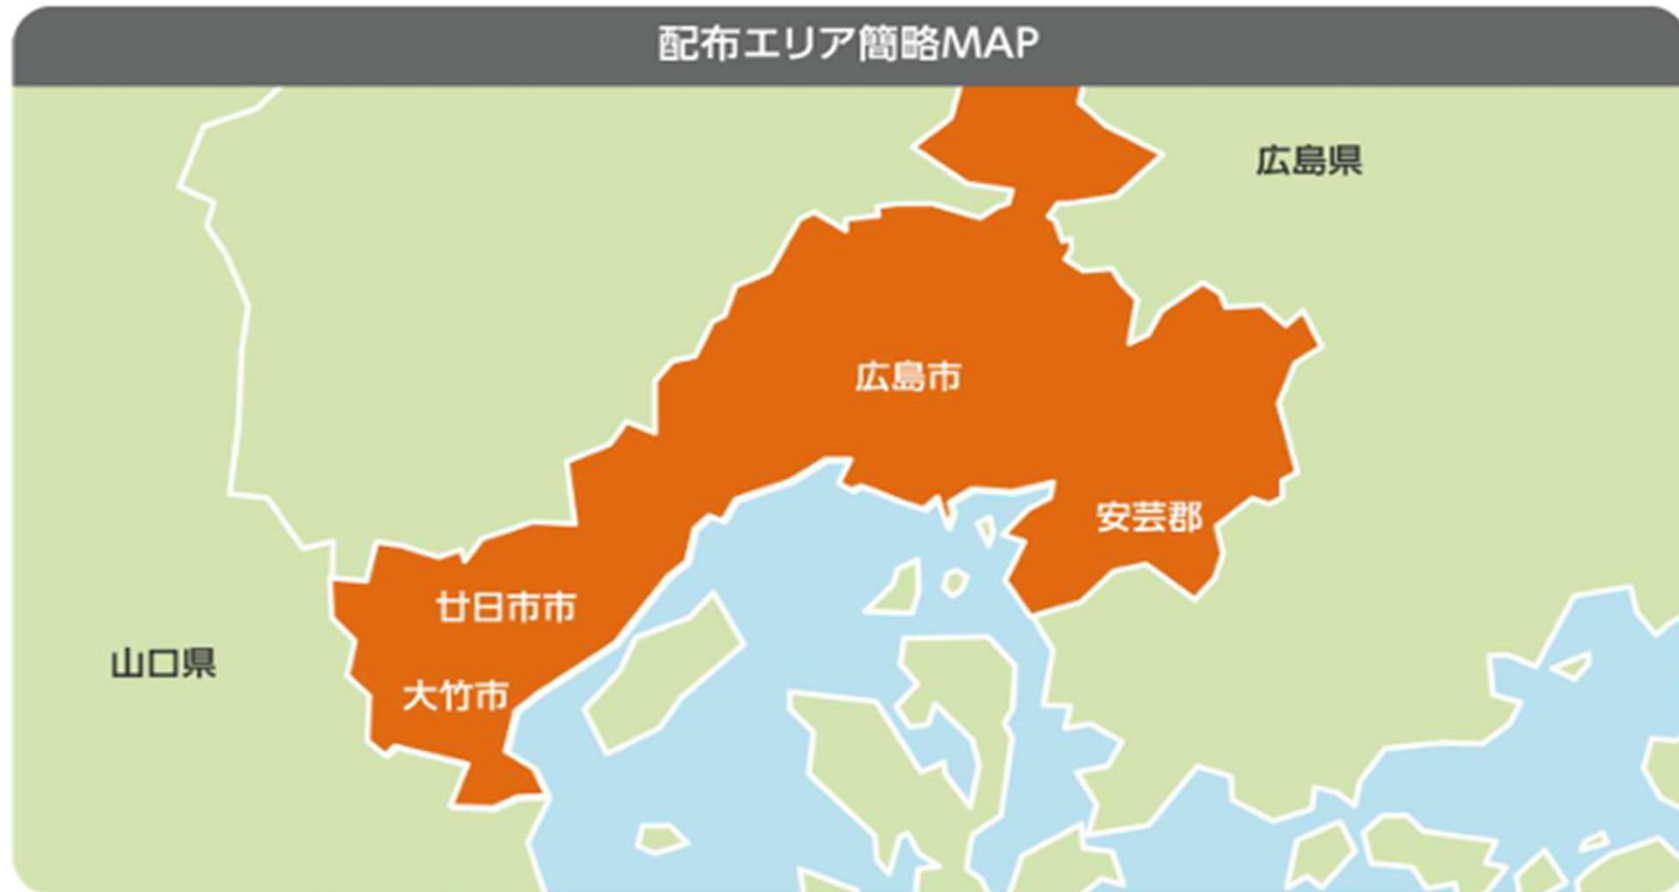 配布エリア簡略MAP
広島県
広島市
安芸郡
廿日市市
山口県
大竹市